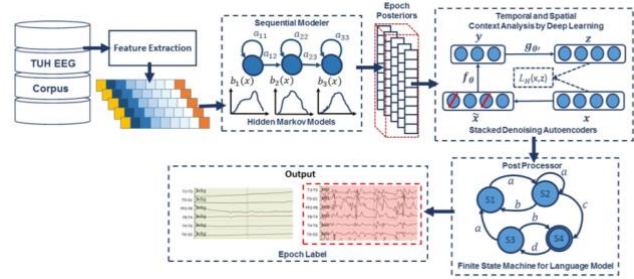 TUH EEG
Corpus
Feature Extraction
Sequential Modeler
a11 a22 a33
a12 a23
b1(x) b2(x) b3(x)
Hidden Markov Models
Epoch
Posteriors
Temporal and Spatial
Context Analysis by Deep Learning
y z
gθ'
fθ
LH(x,z)
x̃ x
Stacked Denoising Autoencoders
Post Processor
a a
S1 S2
b
a b c
S3 S4
d
Finite State Machine for Language Model
Output
Epoch Label